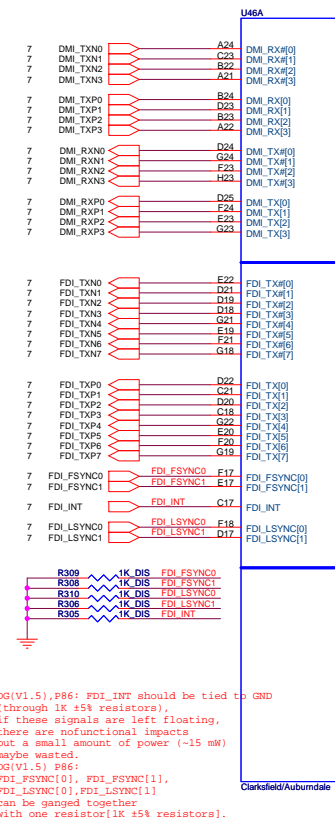 U46A
7 DMI_TXN0 A24 DMI_RX#[0]
7 DMI_TXN1 C23 DMI_RX#[1]
7 DMI_TXN2 B22 DMI_RX#[2]
7 DMI_TXN3 A21 DMI_RX#[3]
7 DMI_TXP0 B24 DMI_RX[0]
7 DMI_TXP1 D23 DMI_RX[1]
7 DMI_TXP2 B23 DMI_RX[2]
7 DMI_TXP3 A22 DMI_RX[3]
7 DMI_RXN0 D24 DMI_TX#[0]
7 DMI_RXN1 G24 DMI_TX#[1]
7 DMI_RXN2 F23 DMI_TX#[2]
7 DMI_RXN3 H23 DMI_TX#[3]
7 DMI_RXP0 D25 DMI_TX[0]
7 DMI_RXP1 F24 DMI_TX[1]
7 DMI_RXP2 E23 DMI_TX[2]
7 DMI_RXP3 G23 DMI_TX[3]
7 FDI_TXN0 E22 FDI_TX#[0]
7 FDI_TXN1 D21 FDI_TX#[1]
7 FDI_TXN2 D19 FDI_TX#[2]
7 FDI_TXN3 D18 FDI_TX#[3]
7 FDI_TXN4 G21 FDI_TX#[4]
7 FDI_TXN5 E19 FDI_TX#[5]
7 FDI_TXN6 F21 FDI_TX#[6]
7 FDI_TXN7 G18 FDI_TX#[7]
7 FDI_TXP0 D22 FDI_TX[0]
7 FDI_TXP1 C21 FDI_TX[1]
7 FDI_TXP2 D20 FDI_TX[2]
7 FDI_TXP3 C18 FDI_TX[3]
7 FDI_TXP4 G22 FDI_TX[4]
7 FDI_TXP5 E20 FDI_TX[5]
7 FDI_TXP6 F20 FDI_TX[6]
7 FDI_TXP7 G19 FDI_TX[7]
7 FDI_FSYNC0 FDI_FSYNC0 F17 FDI_FSYNC[0]
7 FDI_FSYNC1 FDI_FSYNC1 E17 FDI_FSYNC[1]
7 FDI_INT FDI_INT C17 FDI_INT
7 FDI_LSYNC0 FDI_LSYNC0 F18 FDI_LSYNC[0]
7 FDI_LSYNC1 FDI_LSYNC1 D17 FDI_LSYNC[1]
R309 1K_DIS FDI_FSYNC0
R308 1K_DIS FDI_FSYNC1
R310 1K_DIS FDI_LSYNC0
R306 1K_DIS FDI_LSYNC1
R305 1K_DIS FDI_INT
DG(V1.5),P86: FDI_INT should be tied to GND
(through 1K ±5% resistors),
if these signals are left floating,
there are nofunctional impacts
but a small amount of power (~15 mW)
maybe wasted.
DG(V1.5) P86:
FDI_FSYNC[0], FDI_FSYNC[1],
FDI_LSYNC[0],FDI_LSYNC[1]
can be ganged together
with one resistor[1K ±5% resistors].
Clarksfield/Auburndale